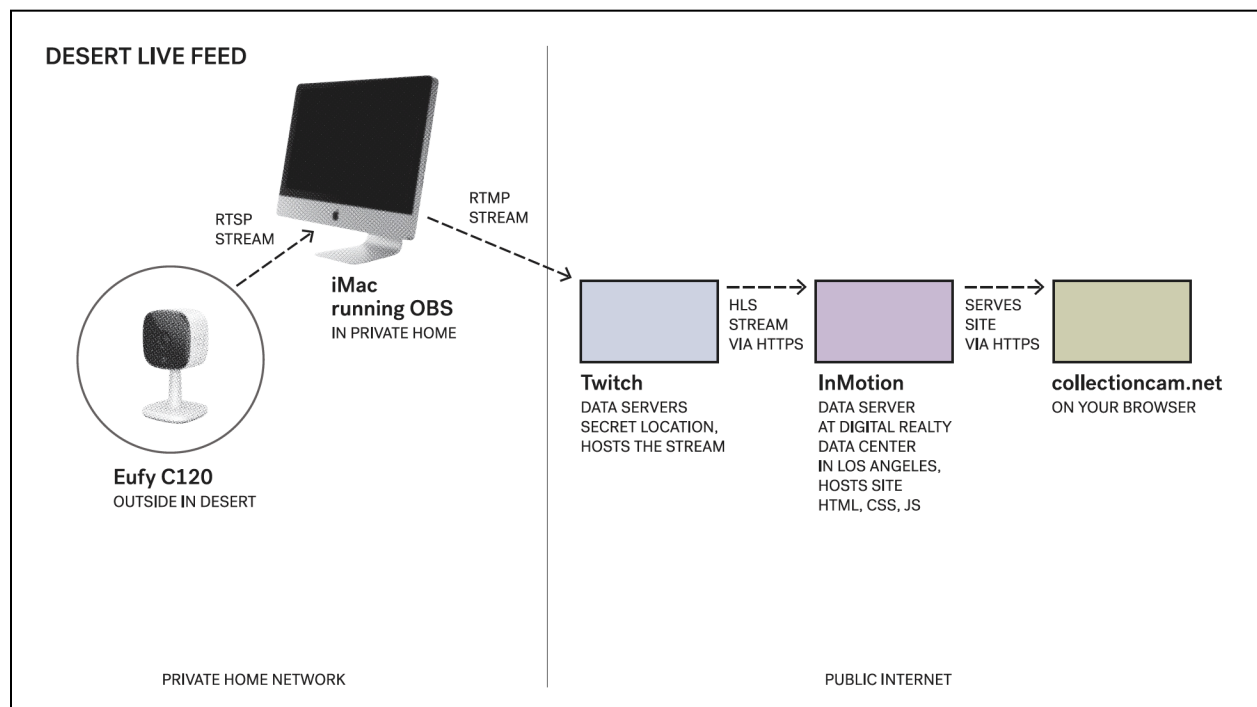 DESERT LIVE FEED
RTSP
STREAM
RTMP
STREAM
iMac
running OBS
IN PRIVATE HOME
Eufy C120
OUTSIDE IN DESERT
HLS
STREAM
VIA HTTPS
SERVES
SITE
VIA HTTPS
Twitch
DATA SERVERS
SECRET LOCATION,
HOSTS THE STREAM
InMotion
DATA SERVER
AT DIGITAL REALTY
DATA CENTER
IN LOS ANGELES,
HOSTS SITE
HTML, CSS, JS
collectioncam.net
ON YOUR BROWSER
PRIVATE HOME NETWORK
PUBLIC INTERNET